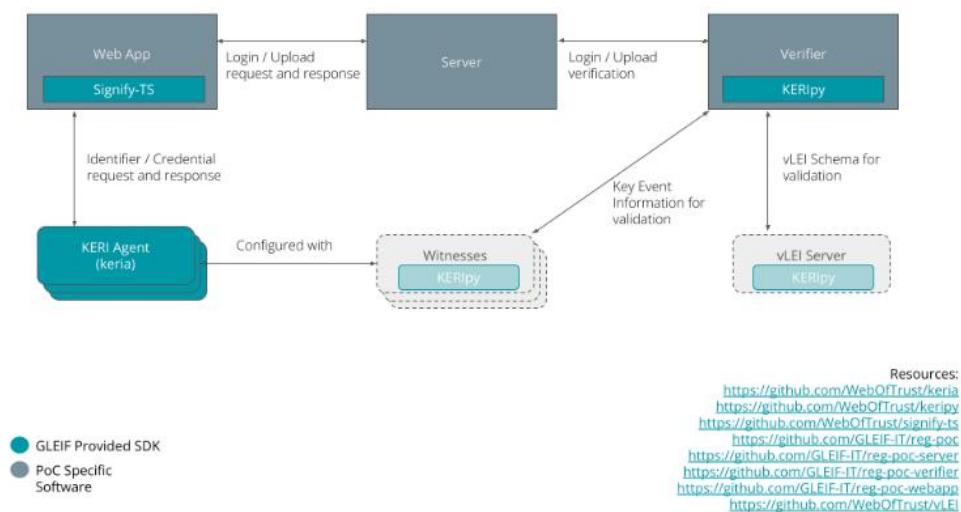 Web App
Signify-TS
Login / Upload
request and response
Server
Login / Upload
verification
Verifier
KERIpy
Identifier / Credential
request and response
Key Event
Information for
validation
vLEI Schema for
validation
KERI Agent
(keria)
Configured with
Witnesses
KERIpy
vLEI Server
KERIpy
Resources:
https://github.com/WebOfTrust/keria
https://github.com/WebOfTrust/keripy
https://github.com/WebOfTrust/signify-ts
https://github.com/GLEIF-IT/reg-poc
https://github.com/GLEIF-IT/reg-poc-server
https://github.com/GLEIF-IT/reg-poc-verifier
https://github.com/GLEIF-IT/reg-poc-webapp
https://github.com/WebOfTrust/vLEI
GLEIF Provided SDK
PoC Specific
Software